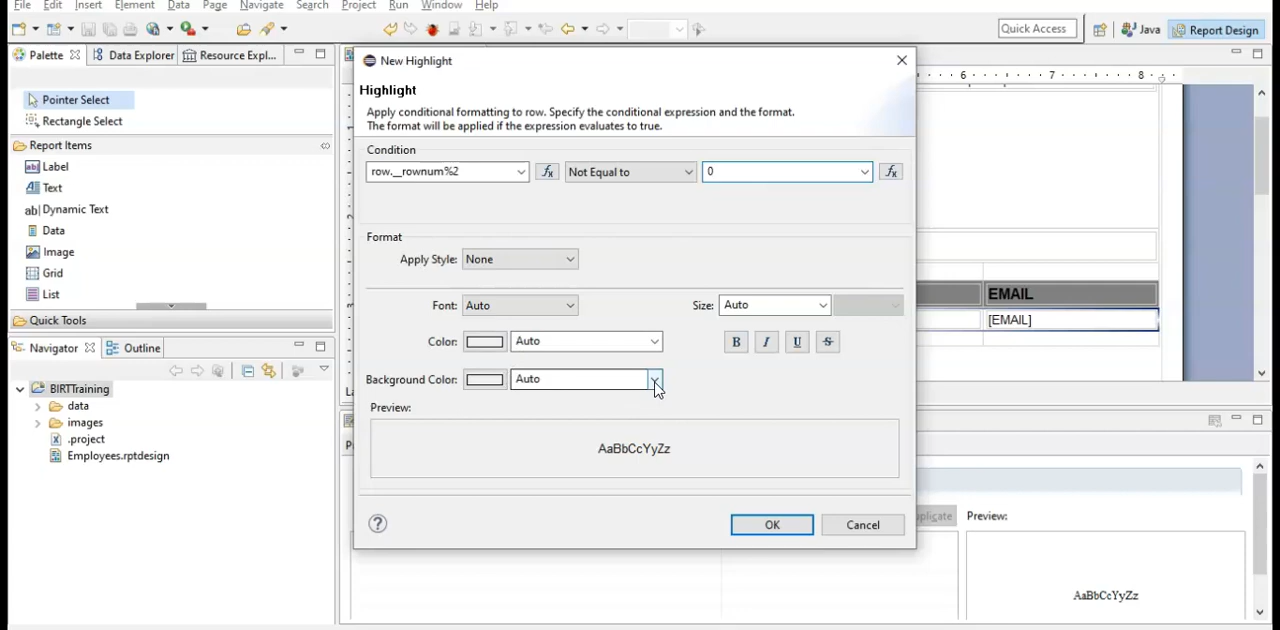 File Edit Insert Element Data Page Navigate Search Project Run Window Help
Quick Access Java Report Design
Palette Data Explorer Resource Expl...
Pointer Select
Rectangle Select
Report Items
Label
Text
Dynamic Text
Data
Image
Grid
List
Quick Tools
Navigator Outline
BIRTTraining
data
images
.project
Employees.rptdesign
New Highlight
Highlight
Apply conditional formatting to row. Specify the conditional expression and the format.
The format will be applied if the expression evaluates to true.
Condition
row.__rownum%2 fx Not Equal to 0 fx
Format
Apply Style: None
Font: Auto Size: Auto
Color: Auto B I U S
Background Color: Auto
Preview:
AaBbCcYyZz
OK Cancel
6 7 8
EMAIL
[EMAIL]
Preview:
AaBbCcYyZz